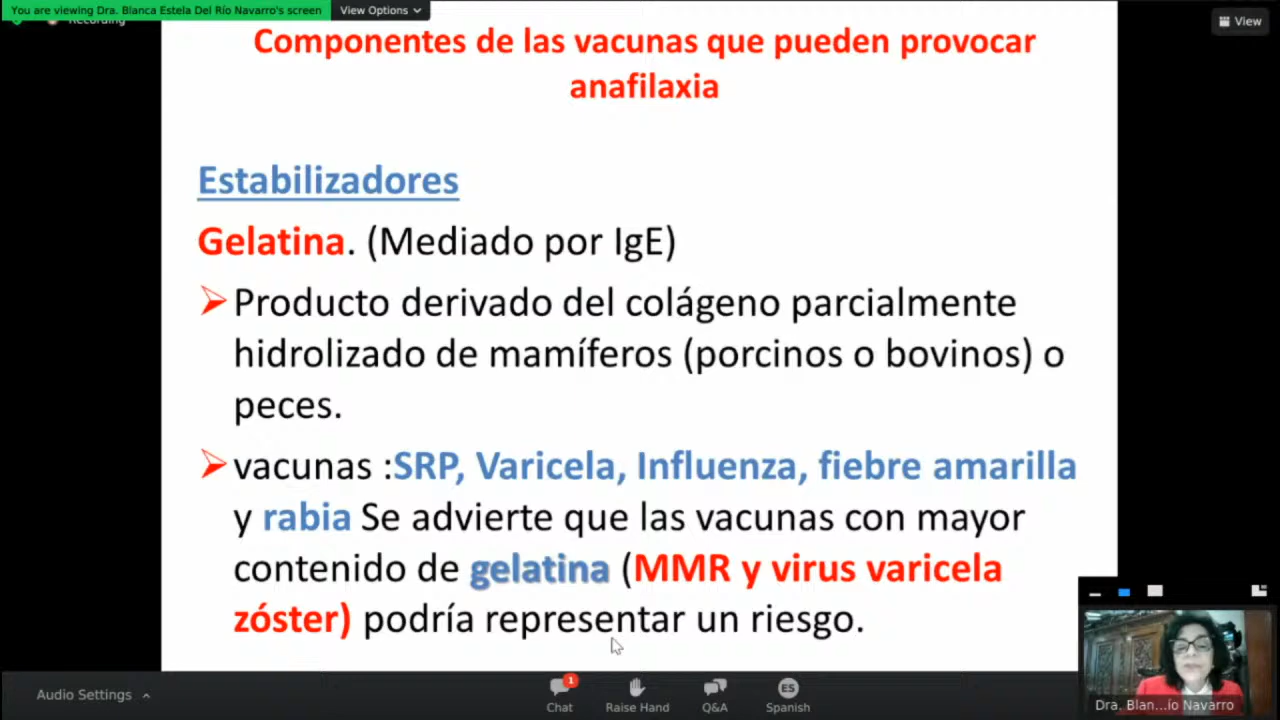 You are viewing Dra. Blanca Estela Del Río Navarro's screen
View Options
Recording
View
Componentes de las vacunas que pueden provocar
anafilaxia
Estabilizadores
Gelatina. (Mediado por IgE)
Producto derivado del colágeno parcialmente
hidrolizado de mamíferos (porcinos o bovinos) o
peces.
vacunas :SRP, Varicela, Influenza, fiebre amarilla
y rabia Se advierte que las vacunas con mayor
contenido de gelatina (MMR y virus varicela
zóster) podría representar un riesgo.
Audio Settings
1
Chat
Raise Hand
Q&A
ES
Spanish
Dra. Blan...ío Navarro